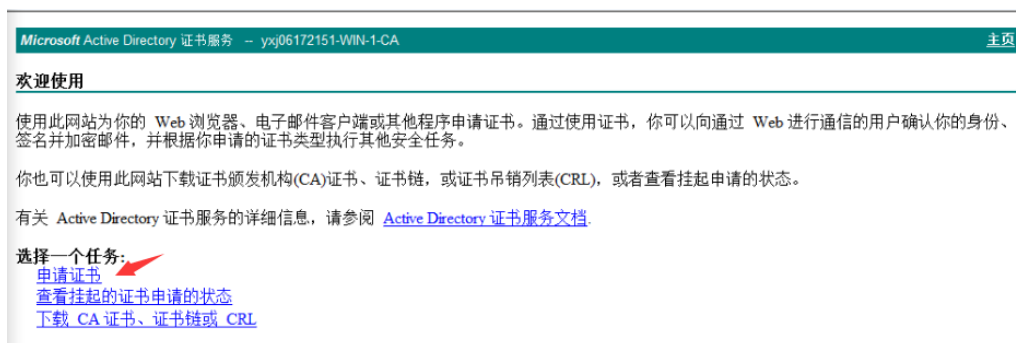 Microsoft Active Directory 证书服务 -- yxj06172151-WIN-1-CA 主页
欢迎使用
使用此网站为你的 Web 浏览器、电子邮件客户端或其他程序申请证书。通过使用证书，你可以向通过 Web 进行通信的用户确认你的身份、
签名并加密邮件，并根据你申请的证书类型执行其他安全任务。
你也可以使用此网站下载证书颁发机构(CA)证书、证书链，或证书吊销列表(CRL)，或者查看挂起申请的状态。
有关 Active Directory 证书服务的详细信息，请参阅 Active Directory 证书服务文档.
选择一个任务:
申请证书
查看挂起的证书申请的状态
下载 CA 证书、证书链或 CRL